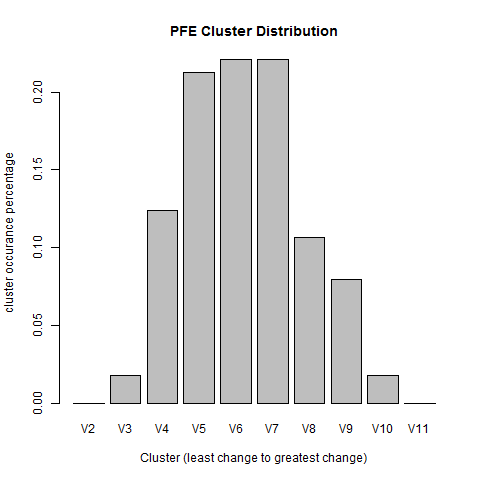 PFE Cluster Distribution
cluster occurance percentage
0.20
0.15
0.10
0.05
0.00
V2 V3 V4 V5 V6 V7 V8 V9 V10 V11
Cluster (least change to greatest change)